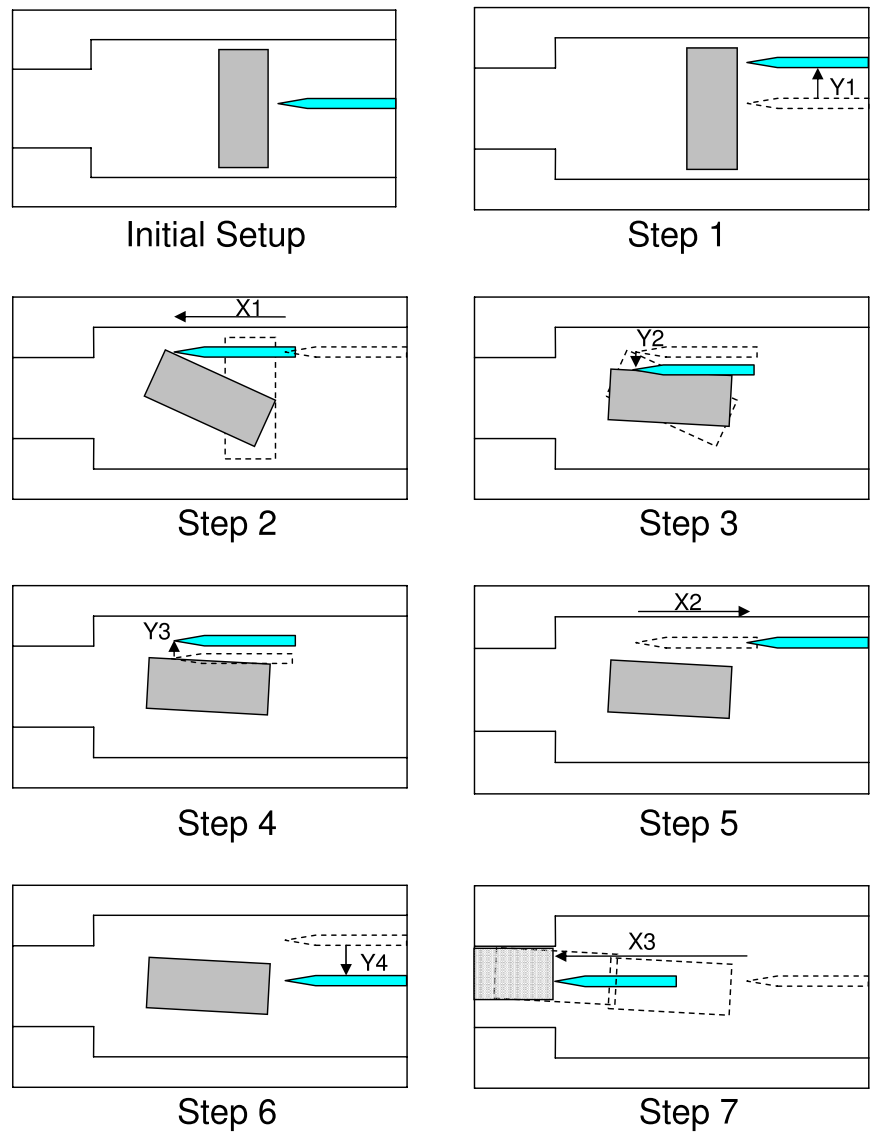 Y1
Initial Setup
Step 1
X1
Y2
Step 2
Step 3
Y3
X2
Step 4
Step 5
Y4
X3
Step 6
Step 7